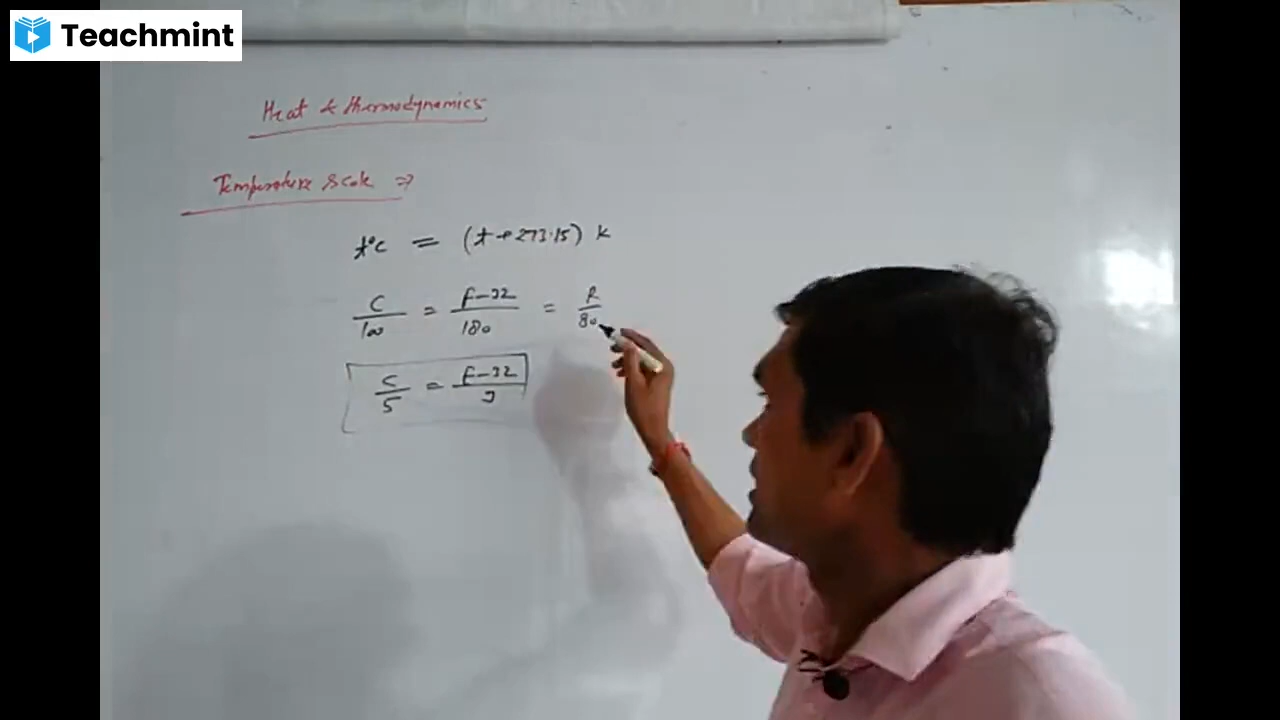 Teachmint
Heat & thermodynamics
Temperature Scale ⇒
t°C = (t + 273.15) K
C/100 = F-32/180 = R/80
C/5 = F-32/9